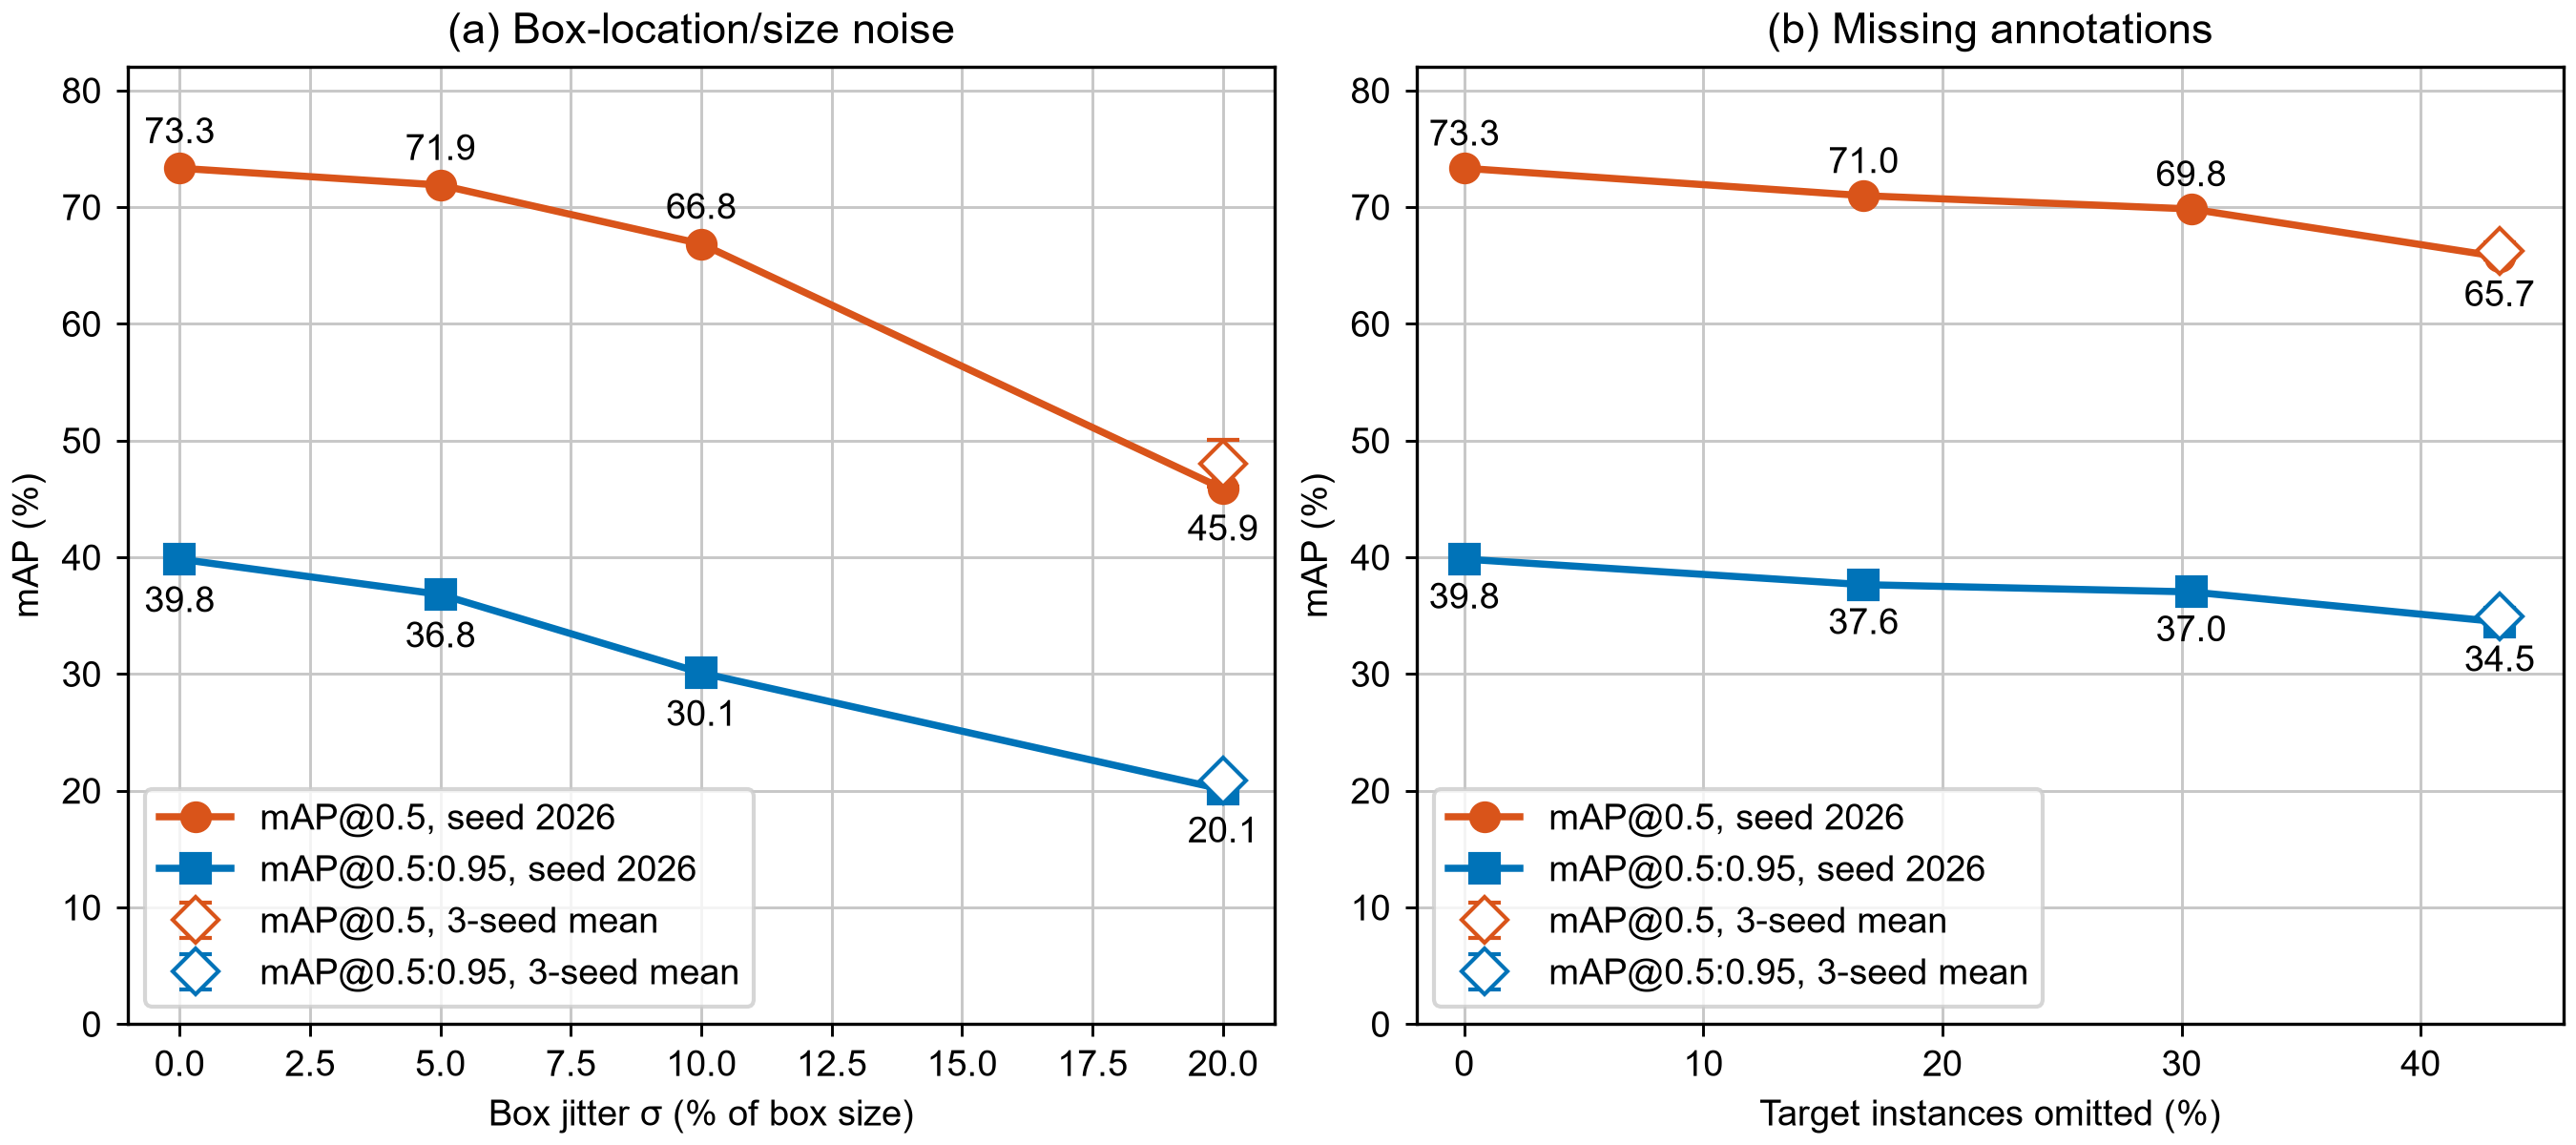 (a) Box-location/size noise
mAP (%)
80
70
60
50
40
30
20
10
0
73.3
71.9
66.8
45.9
39.8
36.8
30.1
20.1
mAP@0.5, seed 2026
mAP@0.5:0.95, seed 2026
mAP@0.5, 3-seed mean
mAP@0.5:0.95, 3-seed mean
0.0 2.5 5.0 7.5 10.0 12.5 15.0 17.5 20.0
Box jitter σ (% of box size)
(b) Missing annotations
mAP (%)
80
70
60
50
40
30
20
10
0
73.3
71.0
69.8
65.7
39.8
37.6
37.0
34.5
mAP@0.5, seed 2026
mAP@0.5:0.95, seed 2026
mAP@0.5, 3-seed mean
mAP@0.5:0.95, 3-seed mean
0 10 20 30 40
Target instances omitted (%)